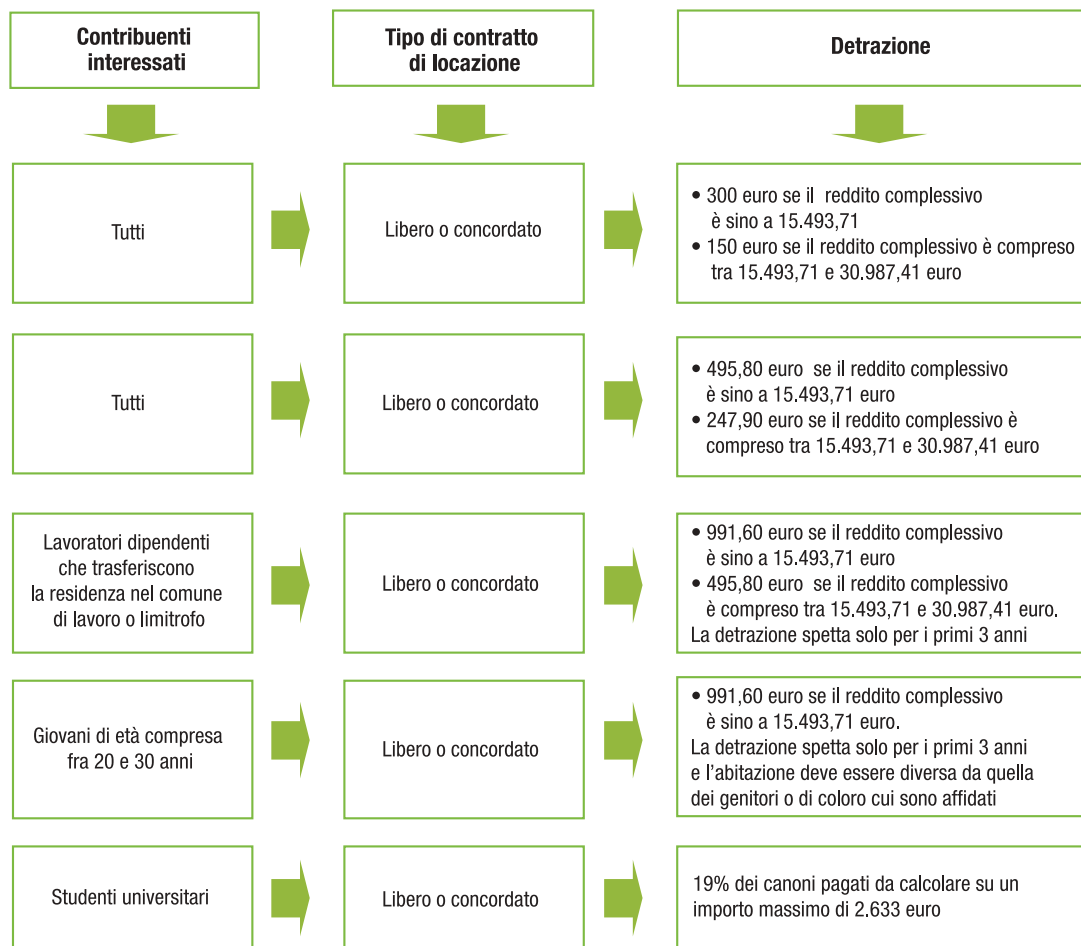 Contribuenti
interessati
Tipo di contratto
di locazione
Detrazione
Tutti
Libero o concordato
• 300 euro se il reddito complessivo
è sino a 15.493,71
• 150 euro se il reddito complessivo è compreso
tra 15.493,71 e 30.987,41 euro
Tutti
Libero o concordato
• 495,80 euro se il reddito complessivo
è sino a 15.493,71 euro
• 247,90 euro se il reddito complessivo è
compreso tra 15.493,71 e 30.987,41 euro
Lavoratori dipendenti
che trasferiscono
la residenza nel comune
di lavoro o limitrofo
Libero o concordato
• 991,60 euro se il reddito complessivo
è sino a 15.493,71 euro
• 495,80 euro se il reddito complessivo
è compreso tra 15.493,71 e 30.987,41 euro.
La detrazione spetta solo per i primi 3 anni
Giovani di età compresa
fra 20 e 30 anni
Libero o concordato
• 991,60 euro se il reddito complessivo
è sino a 15.493,71 euro.
La detrazione spetta solo per i primi 3 anni
e l'abitazione deve essere diversa da quella
dei genitori o di coloro cui sono affidati
Studenti universitari
Libero o concordato
19% dei canoni pagati da calcolare su un
importo massimo di 2.633 euro